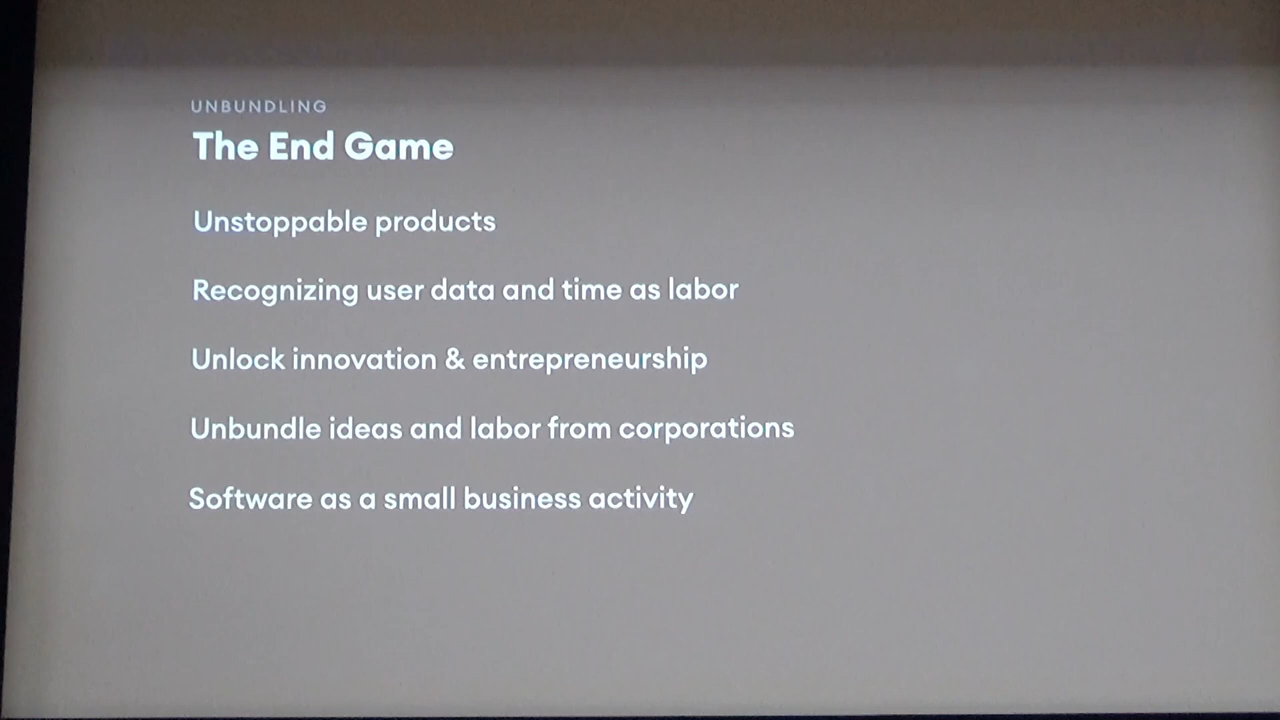 UNBUNDLING
The End Game
Unstoppable products
Recognizing user data and time as labor
Unlock innovation & entrepreneurship
Unbundle ideas and labor from corporations
Software as a small business activity